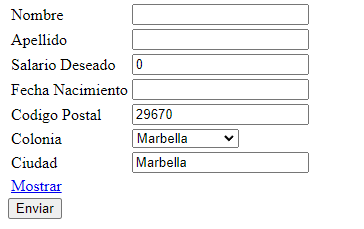 Nombre
Apellido
Salario Deseado 0
Fecha Nacimiento
Codigo Postal 29670
Colonia Marbella
Ciudad Marbella
Mostrar
Enviar